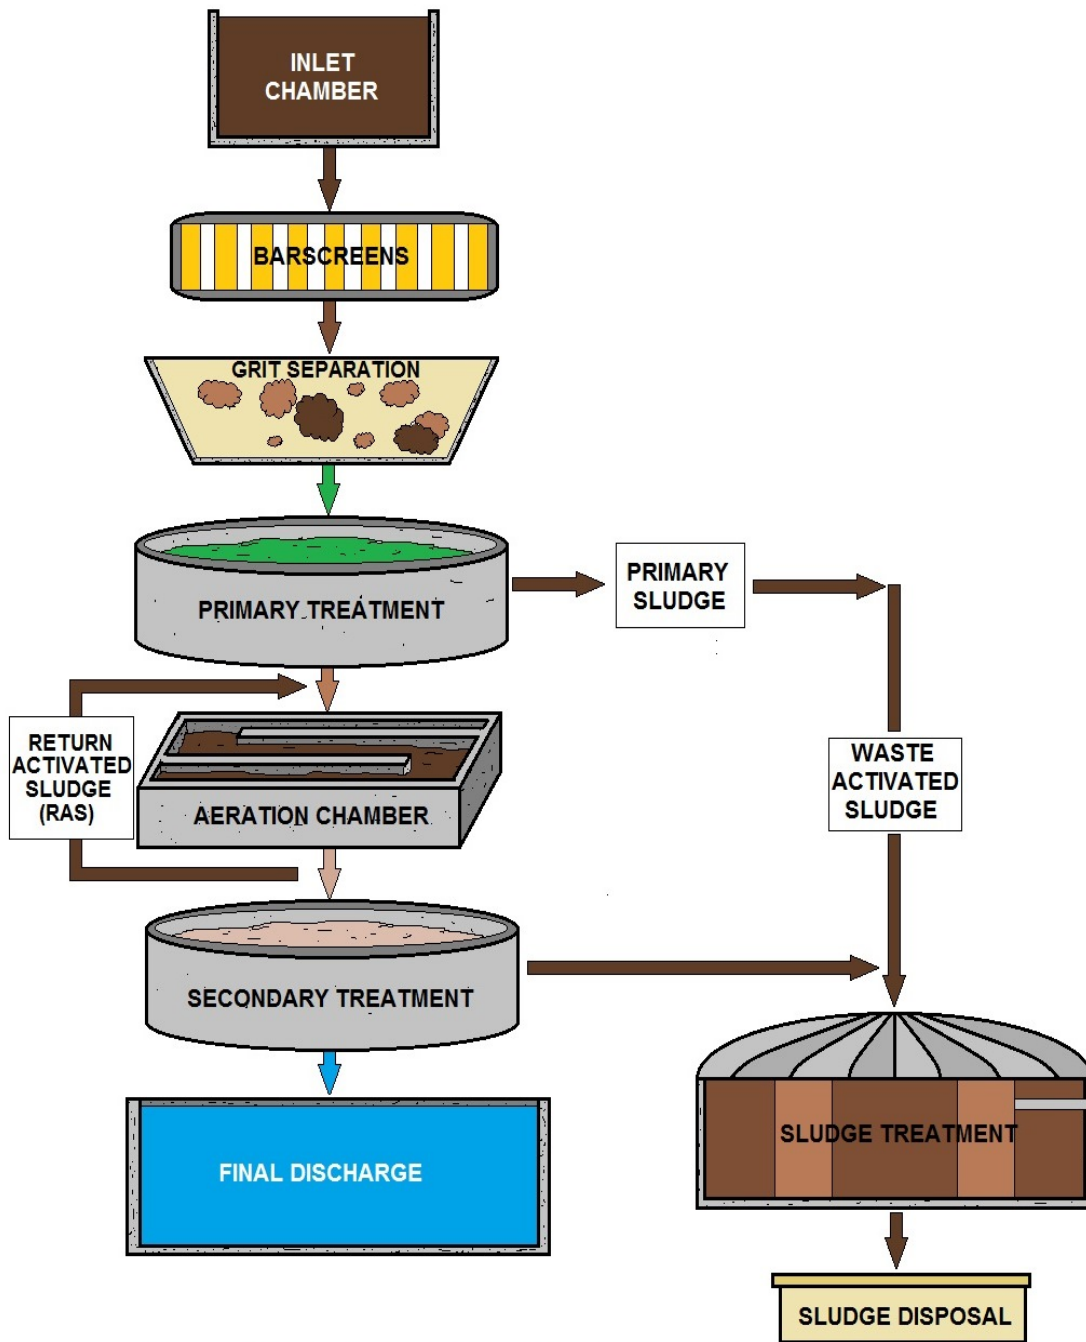 INLET
CHAMBER
BARSCREENS
GRIT SEPARATION
PRIMARY TREATMENT
PRIMARY
SLUDGE
RETURN
ACTIVATED
SLUDGE
(RAS)
WASTE
ACTIVATED
SLUDGE
AERATION CHAMBER
SECONDARY TREATMENT
SLUDGE TREATMENT
FINAL DISCHARGE
SLUDGE DISPOSAL